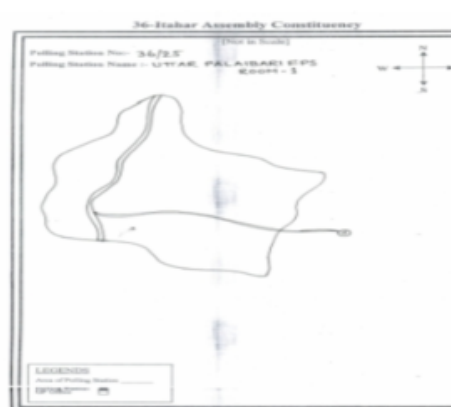 36-Itahar Assembly Constituency
[Not in Scale]
Polling Station No:- 36/25
Polling Station Name :- UTTAR PALAIBARI FPS
ROOM - 1
N
W
S
LEGENDS
Area of Polling Station